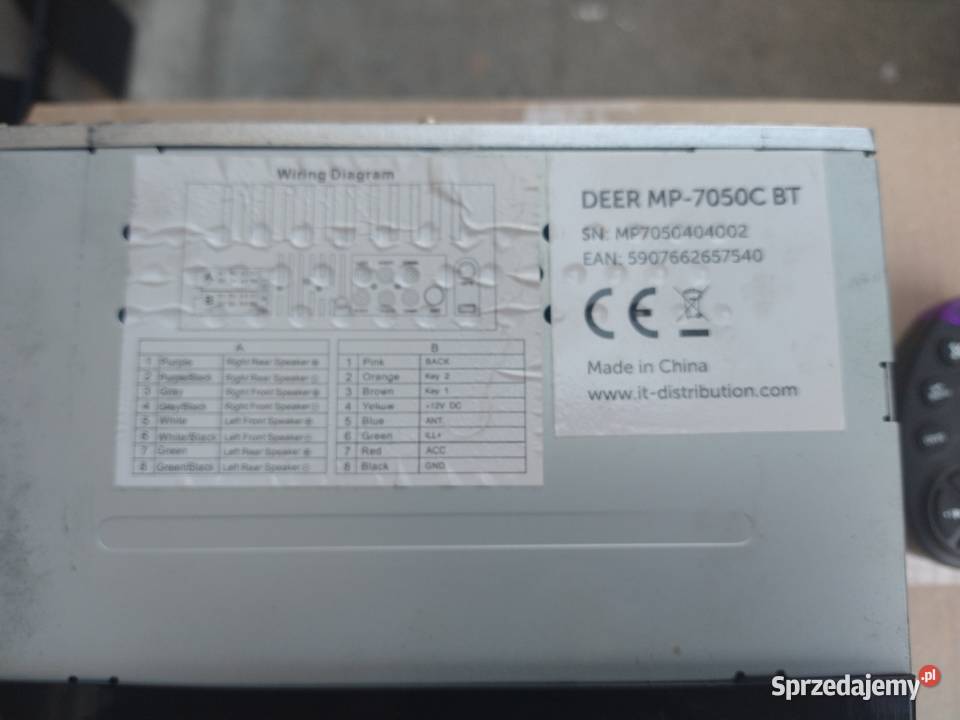 Wiring Diagram
A
B
DEER MP-7050C BT
SN: MP7050404002
EAN: 5907662657540
CE
Made in China
www.it-distribution.com
A
1 Purple Right Rear Speaker ⊕
2 Purple/Black Right Rear Speaker ⊖
3 Gray Right Front Speaker ⊕
4 Gray/Black Right Front Speaker ⊖
5 White Left Front Speaker ⊕
6 White/Black Left Front Speaker ⊖
7 Green Left Rear Speaker ⊕
8 Green/Black Left Rear Speaker ⊖
B
1 Pink BACK
2 Orange Key 2
3 Brown Key 1
4 Yellow +12V DC
5 Blue ANT.
6 Green ILL+
7 Red ACC
8 Black GND
Sprzedajemy.pl